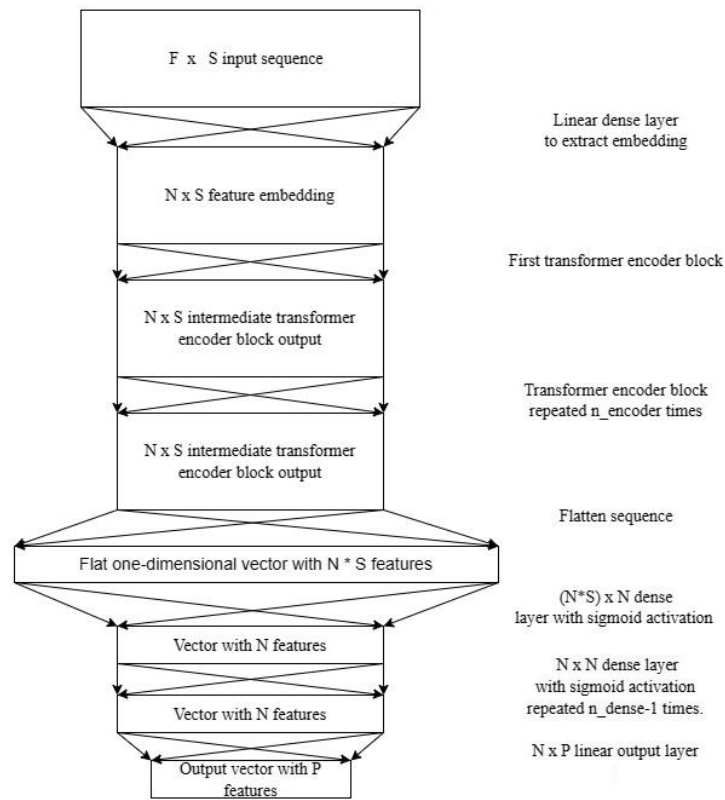 F x S input sequence
Linear dense layer
to extract embedding
N x S feature embedding
First transformer encoder block
N x S intermediate transformer
encoder block output
Transformer encoder block
repeated n_encoder times
N x S intermediate transformer
encoder block output
Flatten sequence
Flat one-dimensional vector with N * S features
(N*S) x N dense
layer with sigmoid activation
Vector with N features
N x N dense layer
with sigmoid activation
repeated n_dense-1 times.
Vector with N features
N x P linear output layer
Output vector with P
features